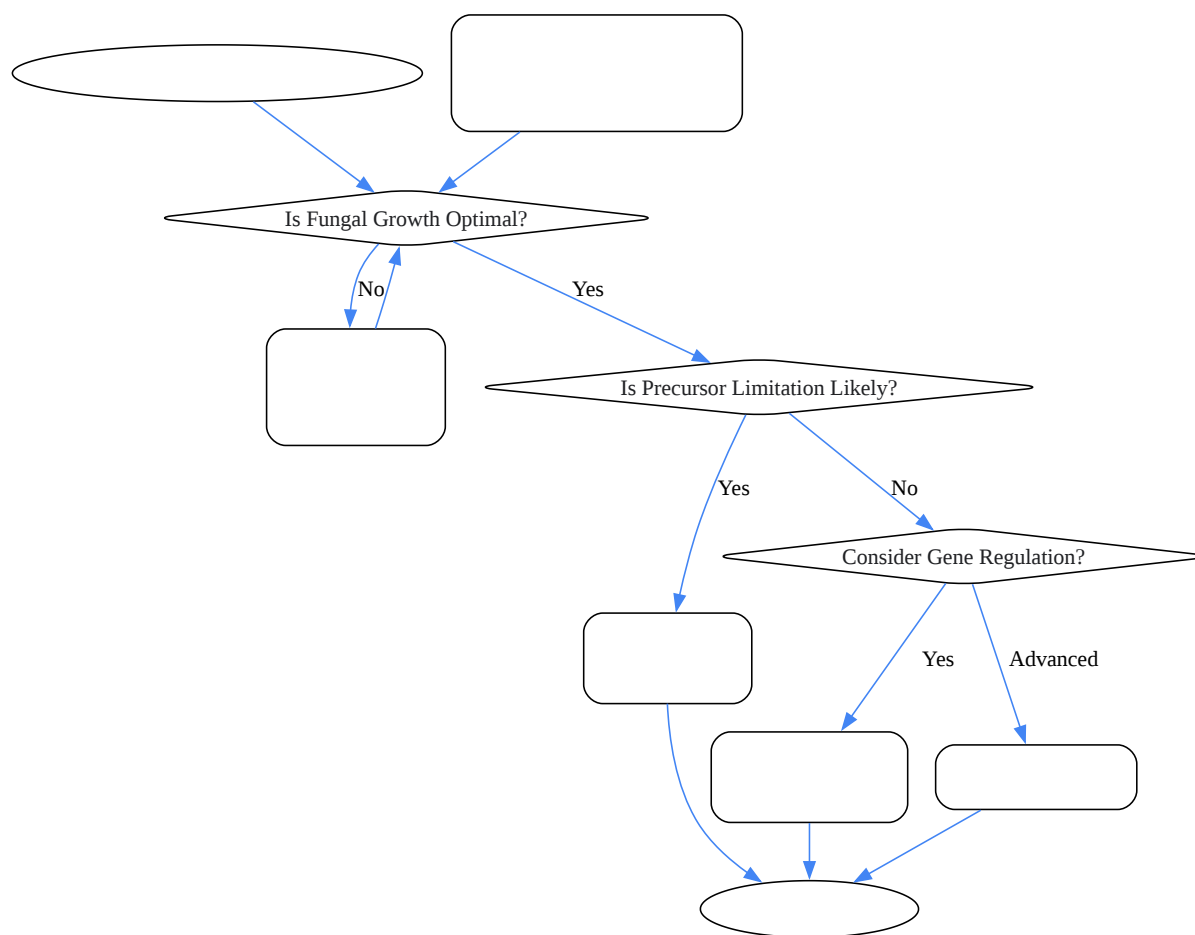 Is Fungal Growth Optimal?
No
Yes
Is Precursor Limitation Likely?
Yes
No
Consider Gene Regulation?
Yes
Advanced